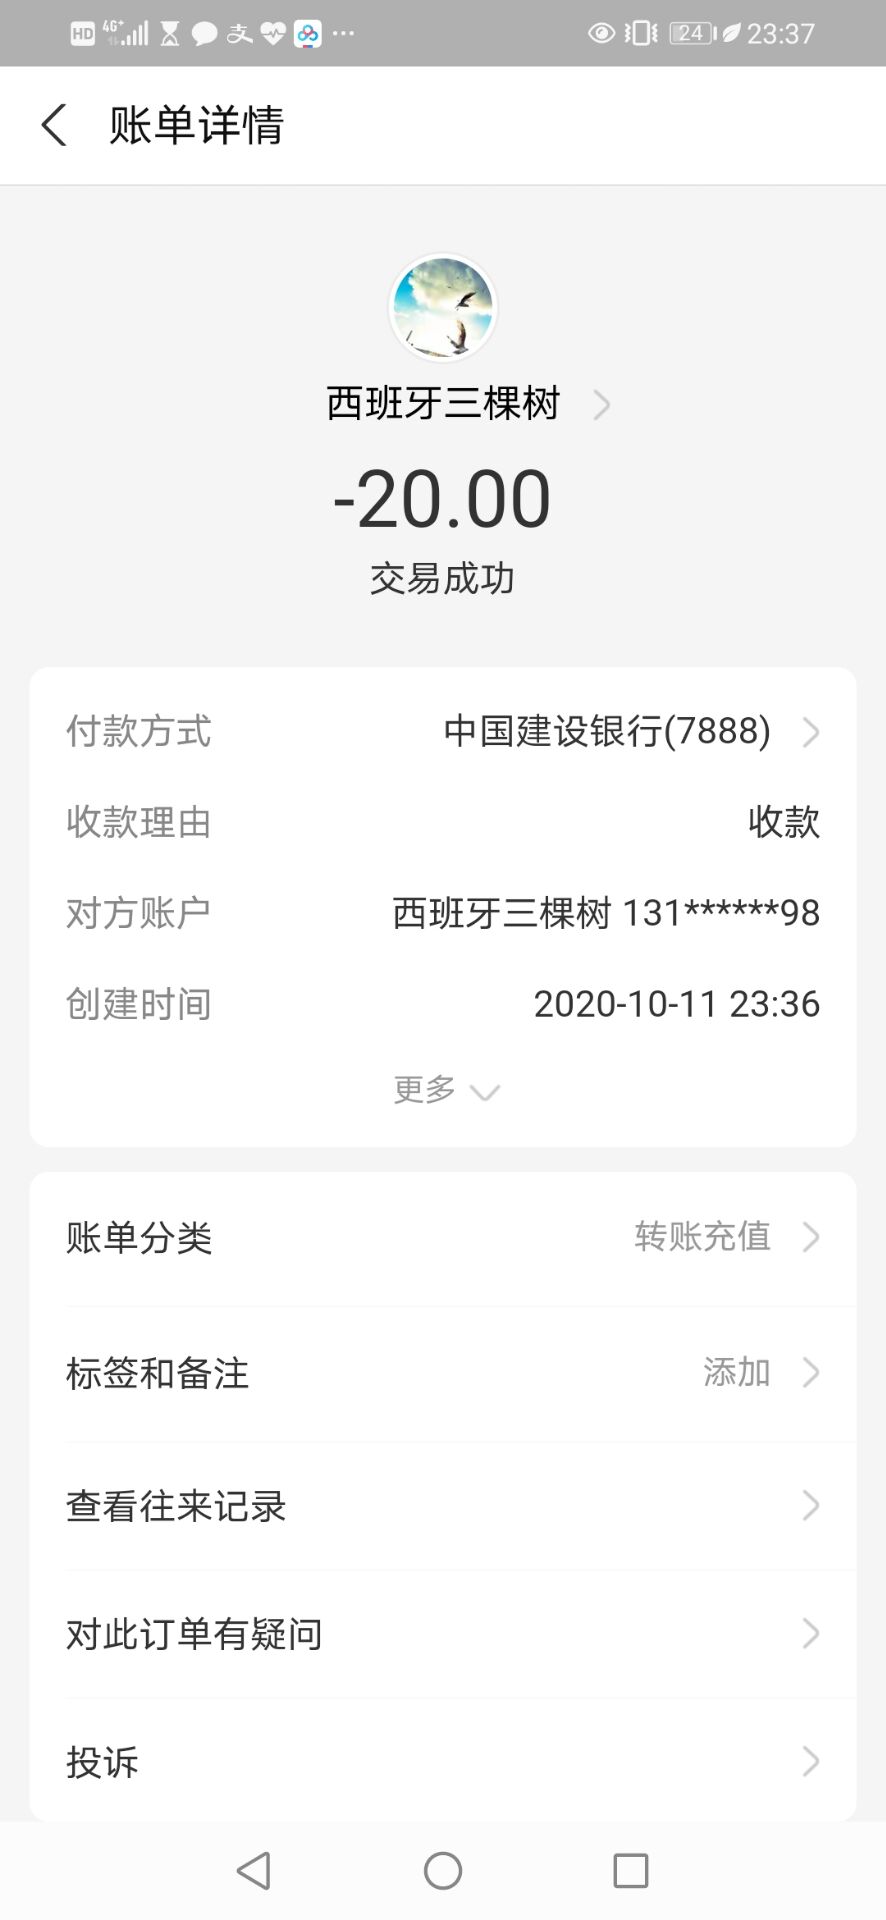 HD 4G+ 24 23:37
账单详情
西班牙三棵树
-20.00
交易成功
付款方式 中国建设银行(7888)
收款理由 收款
对方账户 西班牙三棵树 131******98
创建时间 2020-10-11 23:36
更多
账单分类 转账充值
标签和备注 添加
查看往来记录
对此订单有疑问
投诉